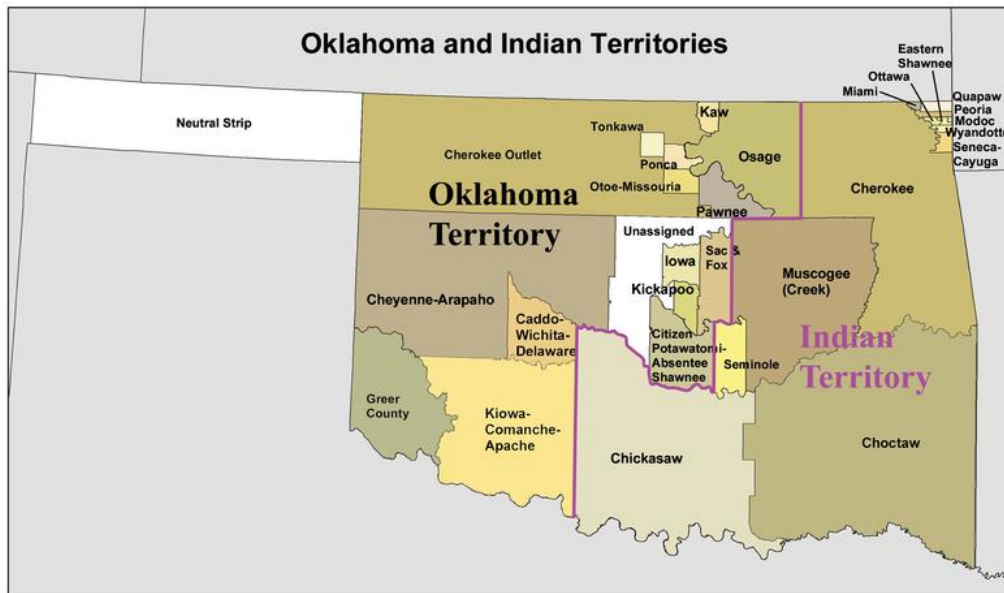 Oklahoma and Indian Territories
Eastern
Shawnee
Ottawa
Miami
Quapaw
Peoria
Modoc
Wyandotte
Seneca-
Cayuga
Neutral Strip
Kaw
Tonkawa
Cherokee Outlet
Ponca
Osage
Otoe-Missouria
Cherokee
Oklahoma
Territory
Pawnee
Unassigned
Sac &
Fox
Iowa
Muscogee
(Creek)
Kickapoo
Cheyenne-Arapaho
Caddo-
Wichita-
Delaware
Citizen
Potawatomi-
Absentee
Shawnee
Seminole
Indian
Territory
Greer
County
Kiowa-
Comanche-
Apache
Chickasaw
Choctaw